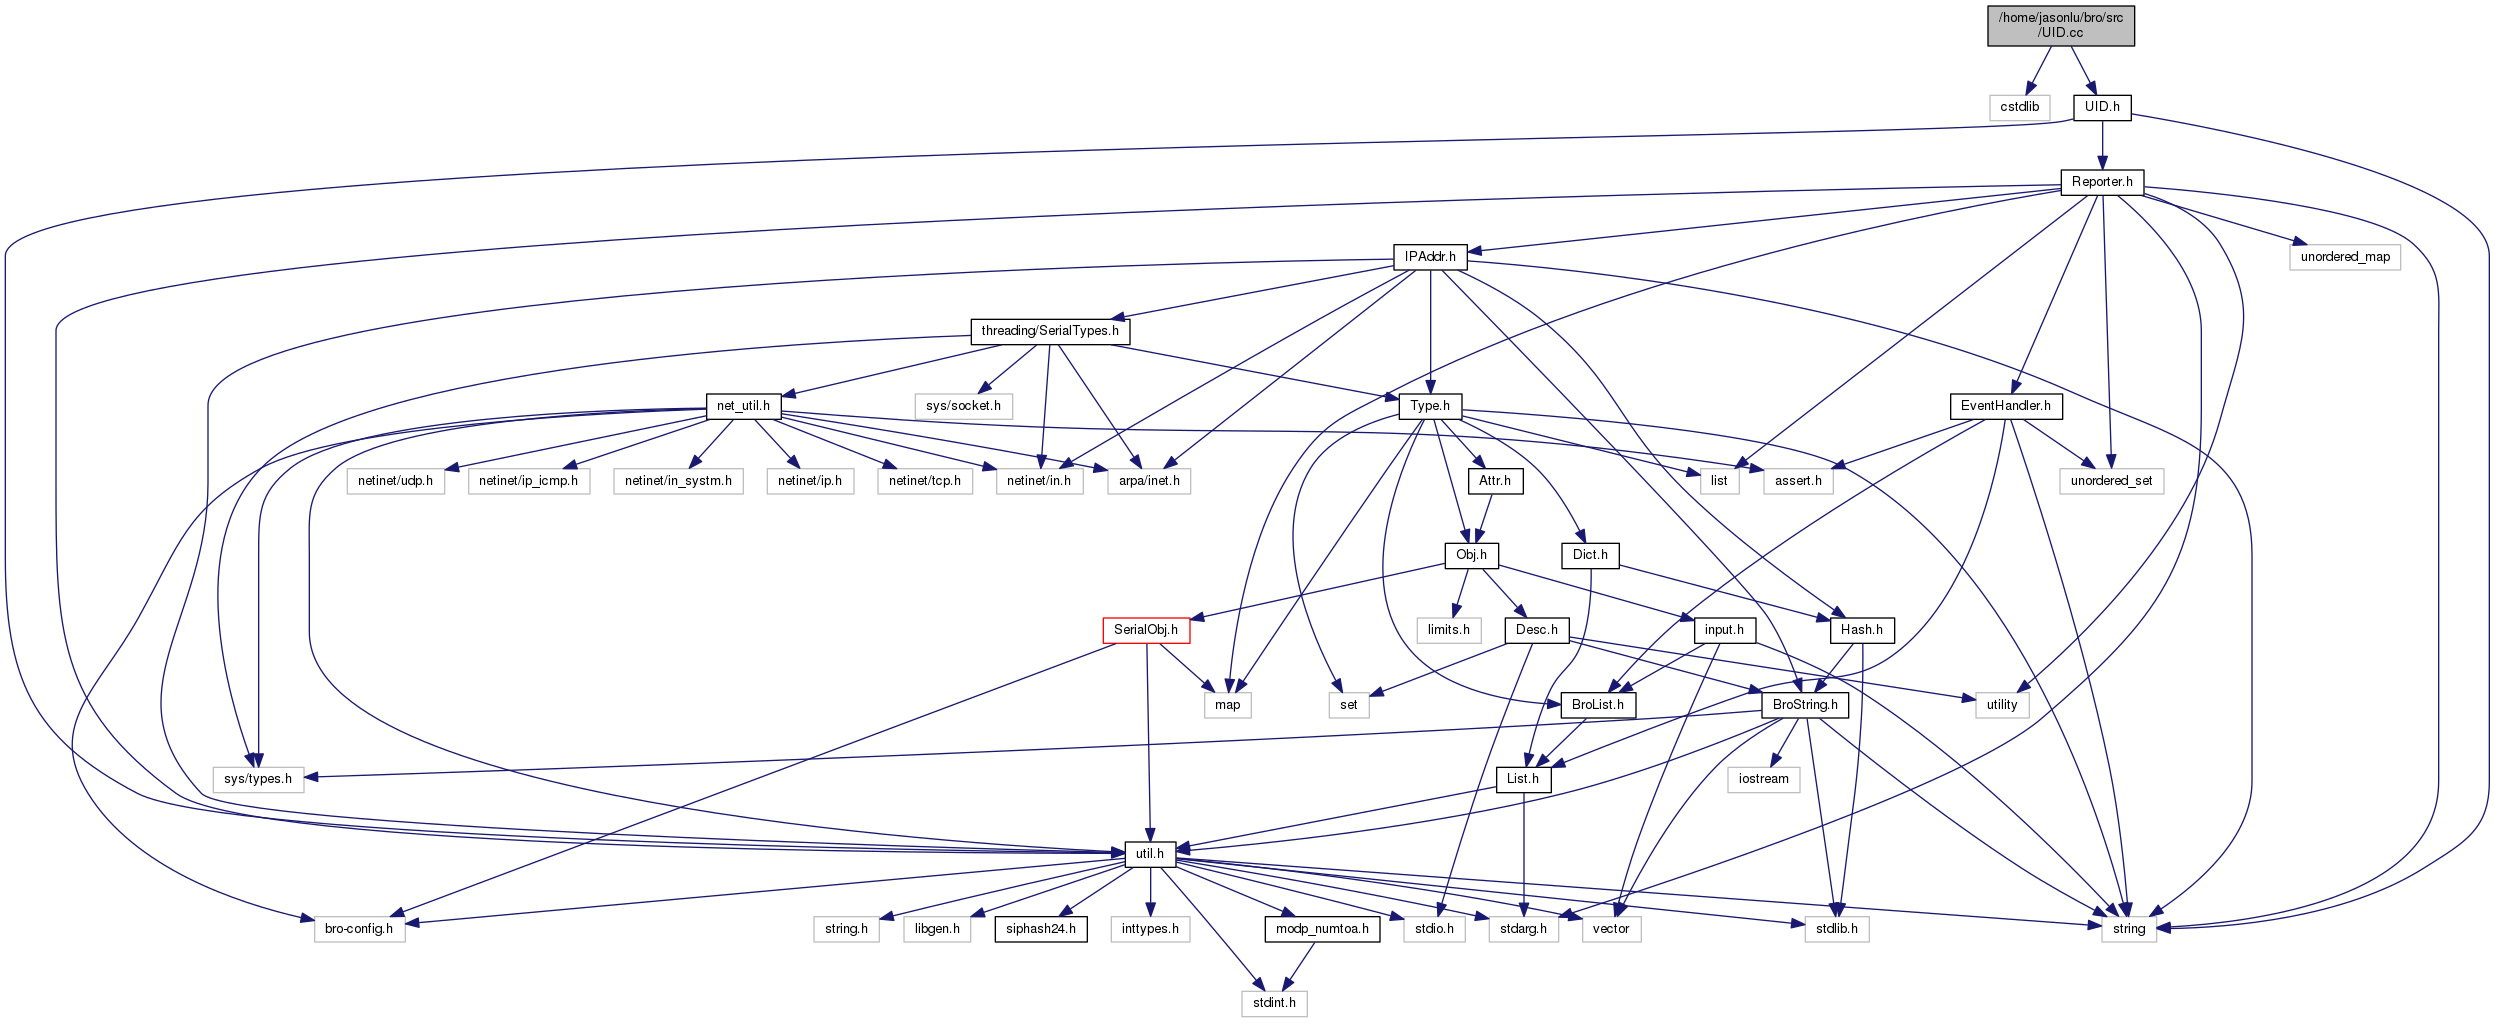 /home/jasonlu/bro/src
/UID.cc
cstdlib
UID.h
Reporter.h
IPAddr.h
unordered_map
threading/SerialTypes.h
net_util.h
sys/socket.h
Type.h
EventHandler.h
netinet/udp.h
netinet/ip_icmp.h
netinet/in_systm.h
netinet/ip.h
netinet/tcp.h
netinet/in.h
arpa/inet.h
Attr.h
list
assert.h
unordered_set
Obj.h
Dict.h
SerialObj.h
limits.h
Desc.h
input.h
Hash.h
map
set
BroList.h
BroString.h
utility
sys/types.h
List.h
iostream
util.h
bro-config.h
string.h
libgen.h
siphash24.h
inttypes.h
modp_numtoa.h
stdio.h
stdarg.h
vector
stdlib.h
string
stdint.h